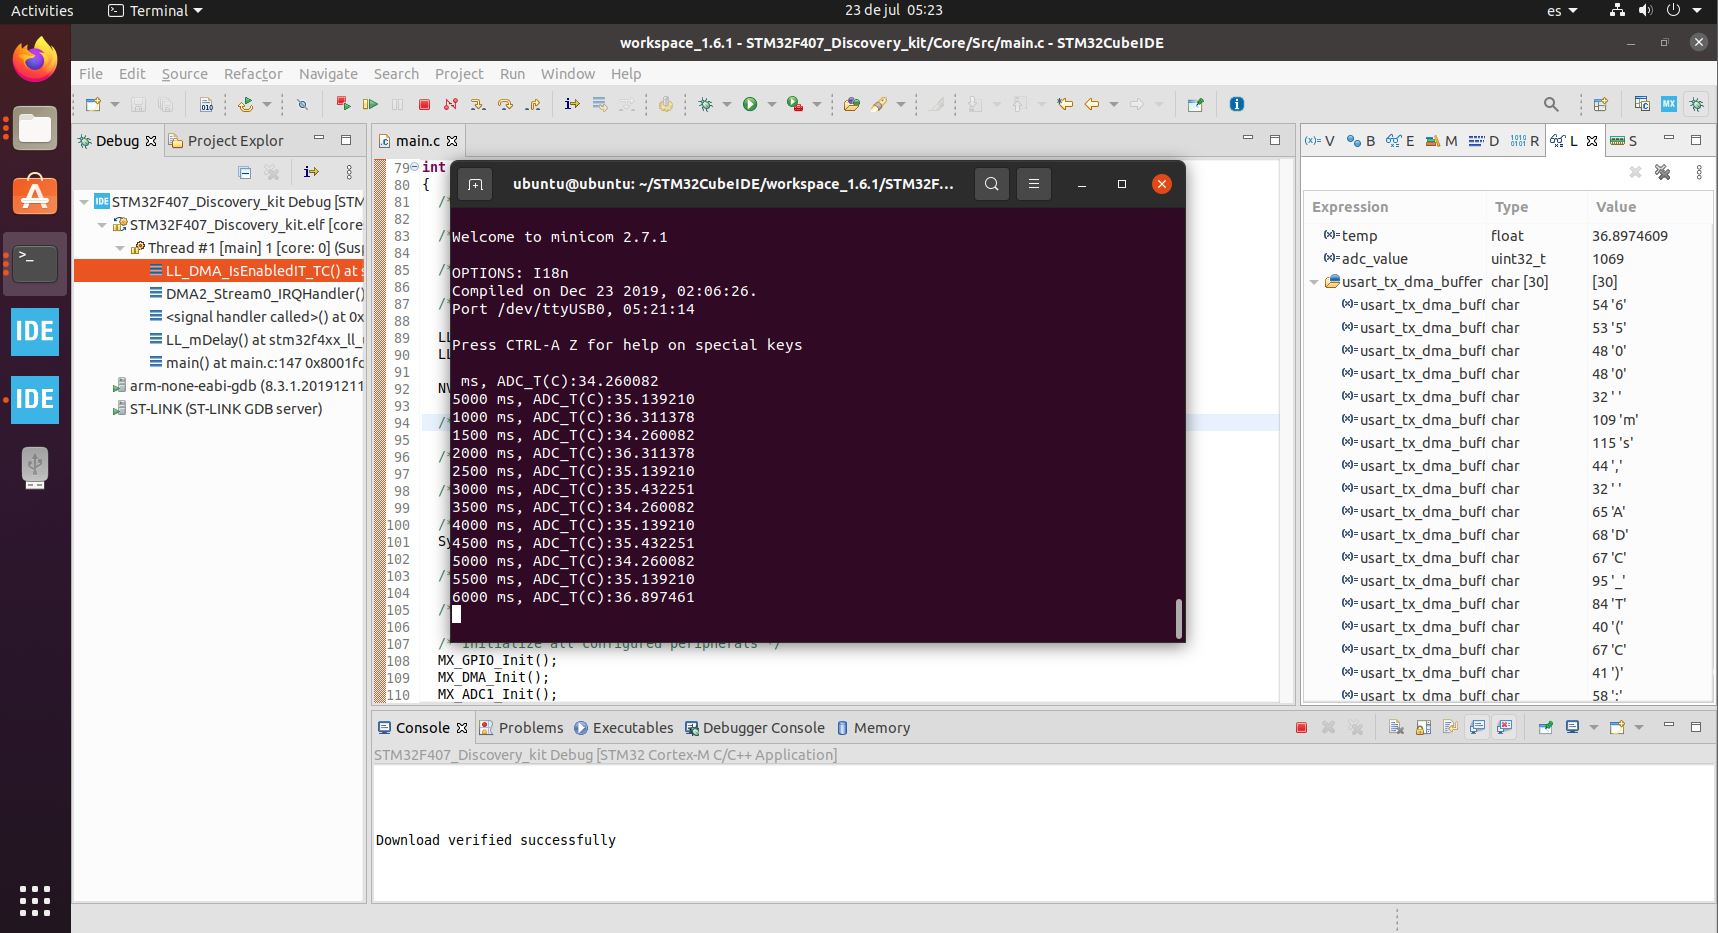 Activities
Terminal
23 de jul 05:23
es
workspace_1.6.1 - STM32F407_Discovery_kit/Core/Src/main.c - STM32CubeIDE
File Edit Source Refactor Navigate Search Project Run Window Help
Debug
Project Explor
STM32F407_Discovery_kit Debug [STM
STM32F407_Discovery_kit.elf [core
Thread #1 [main] 1 [core: 0] (Sus
LL_DMA_IsEnabledIT_TC() at s
DMA2_Stream0_IRQHandler()
<signal handler called>() at 0x
LL_mDelay() at stm32f4xx_ll_
main() at main.c:147 0x8001fc
arm-none-eabi-gdb (8.3.1.20191211
ST-LINK (ST-LINK GDB server)
IDE
IDE
main.c
79 int
80 {
81 /*
82
83 /*
84
85 /*
86
87 /*
88
89 LL
90 LL
91
92 NV
93
94 /*
95
96 /*
97
98 /*
99
100 /*
101 Sy
102
103 /*
104
105 /*
106
107 /* Initialize all configured peripherals */
108 MX_GPIO_Init();
109 MX_DMA_Init();
110 MX_ADC1_Init();
ubuntu@ubuntu: ~/STM32CubeIDE/workspace_1.6.1/STM32F...
Welcome to minicom 2.7.1
OPTIONS: I18n
Compiled on Dec 23 2019, 02:06:26.
Port /dev/ttyUSB0, 05:21:14
Press CTRL-A Z for help on special keys
ms, ADC_T(C):34.260082
5000 ms, ADC_T(C):35.139210
1000 ms, ADC_T(C):36.311378
1500 ms, ADC_T(C):34.260082
2000 ms, ADC_T(C):36.311378
2500 ms, ADC_T(C):35.139210
3000 ms, ADC_T(C):35.432251
3500 ms, ADC_T(C):34.260082
4000 ms, ADC_T(C):35.139210
4500 ms, ADC_T(C):35.432251
5000 ms, ADC_T(C):34.260082
5500 ms, ADC_T(C):35.139210
6000 ms, ADC_T(C):36.897461
V B E M D R L S
Expression Type Value
temp float 36.8974609
adc_value uint32_t 1069
usart_tx_dma_buffer char [30] [30]
usart_tx_dma_buff char 54 '6'
usart_tx_dma_buff char 53 '5'
usart_tx_dma_buff char 48 '0'
usart_tx_dma_buff char 48 '0'
usart_tx_dma_buff char 32 ' '
usart_tx_dma_buff char 109 'm'
usart_tx_dma_buff char 115 's'
usart_tx_dma_buff char 44 ','
usart_tx_dma_buff char 32 ' '
usart_tx_dma_buff char 65 'A'
usart_tx_dma_buff char 68 'D'
usart_tx_dma_buff char 67 'C'
usart_tx_dma_buff char 95 '_'
usart_tx_dma_buff char 84 'T'
usart_tx_dma_buff char 40 '('
usart_tx_dma_buff char 67 'C'
usart_tx_dma_buff char 41 ')'
usart_tx_dma_buff char 58 ':'
Console Problems Executables Debugger Console Memory
STM32F407_Discovery_kit Debug [STM32 Cortex-M C/C++ Application]
Download verified successfully